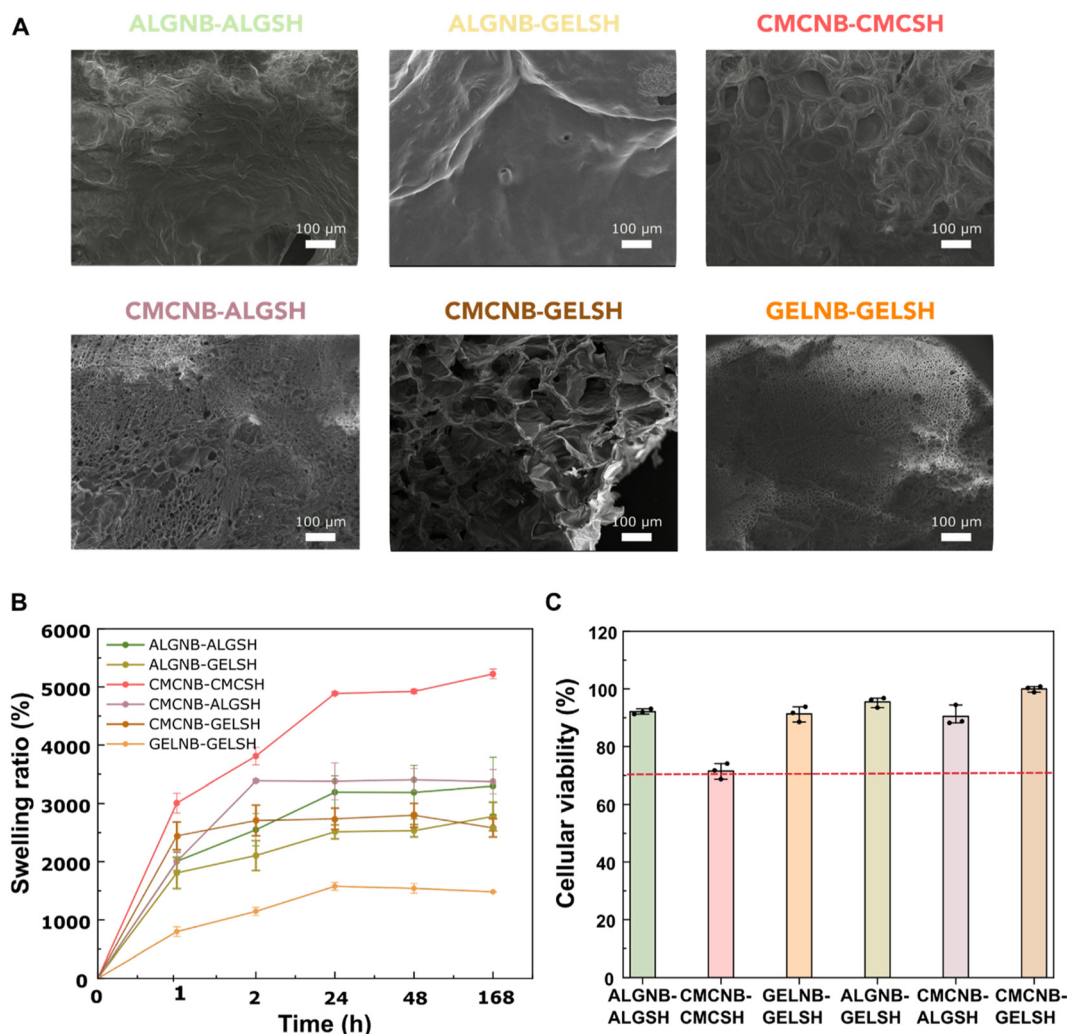 A
ALGNB-ALGSH
ALGNB-GELSH
CMCNB-CMCSH
100 µm
100 µm
100 µm
CMCNB-ALGSH
CMCNB-GELSH
GELNB-GELSH
100 µm
100 µm
100 µm
B
Swelling ratio (%)
6000
5000
4000
3000
2000
1000
0
ALGNB-ALGSH
ALGNB-GELSH
CMCNB-CMCSH
CMCNB-ALGSH
CMCNB-GELSH
GELNB-GELSH
0 1 2 24 48 168
Time (h)
C
Cellular viability (%)
120
100
80
60
40
20
0
ALGNB- CMCNB- GELNB- ALGNB- CMCNB- CMCNB-
ALGSH CMCSH GELSH GELSH ALGSH GELSH